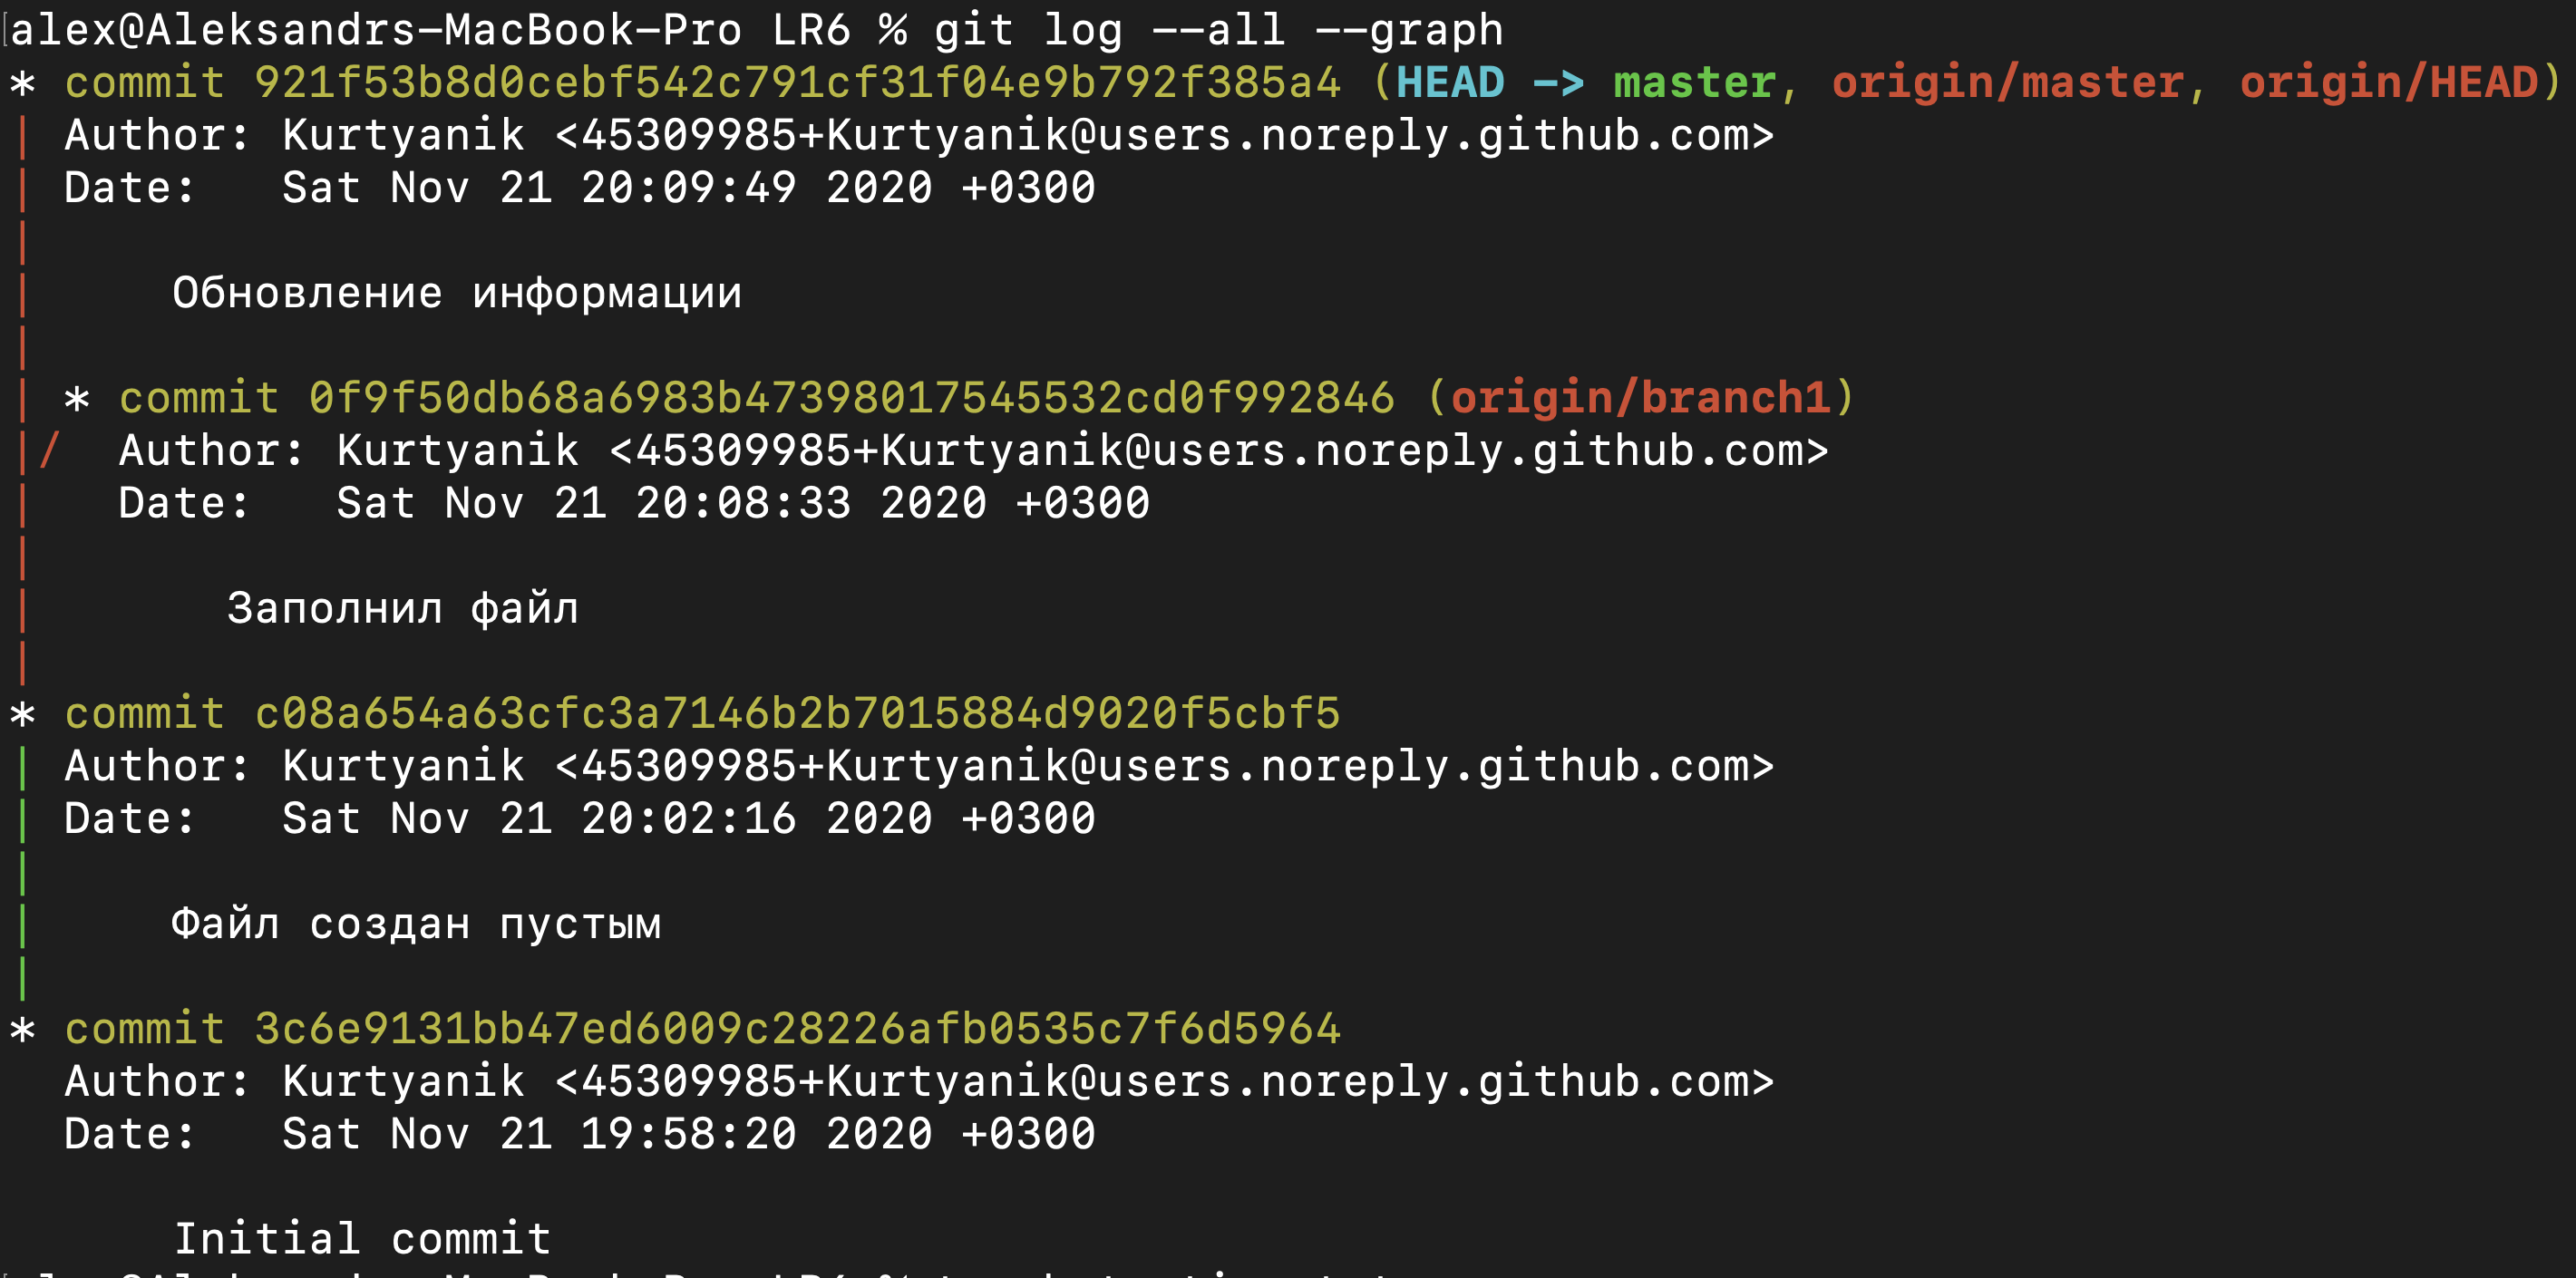 alex@Aleksandrs-MacBook-Pro LR6 % git log --all --graph
* commit 921f53b8d0cebf542c791cf31f04e9b792f385a4 (HEAD -> master, origin/master, origin/HEAD)
| Author: Kurtyanik <45309985+Kurtyanik@users.noreply.github.com>
| Date:   Sat Nov 21 20:09:49 2020 +0300
|
|     Обновление информации
|
| * commit 0f9f50db68a6983b47398017545532cd0f992846 (origin/branch1)
|/  Author: Kurtyanik <45309985+Kurtyanik@users.noreply.github.com>
|   Date:   Sat Nov 21 20:08:33 2020 +0300
|
|       Заполнил файл
|
* commit c08a654a63cfc3a7146b2b7015884d9020f5cbf5
| Author: Kurtyanik <45309985+Kurtyanik@users.noreply.github.com>
| Date:   Sat Nov 21 20:02:16 2020 +0300
|
|     Файл создан пустым
|
* commit 3c6e9131bb47ed6009c28226afb0535c7f6d5964
  Author: Kurtyanik <45309985+Kurtyanik@users.noreply.github.com>
  Date:   Sat Nov 21 19:58:20 2020 +0300

      Initial commit